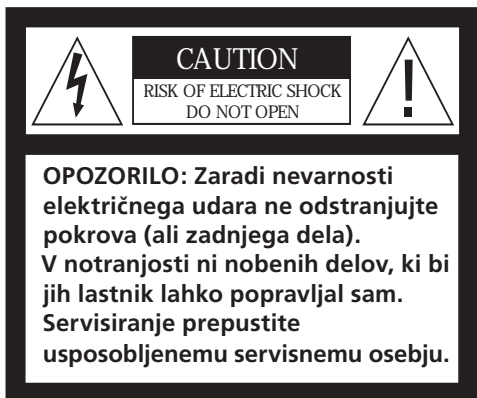 CAUTION
RISK OF ELECTRIC SHOCK
DO NOT OPEN
!
OPOZORILO: Zaradi nevarnosti
električnega udara ne odstranjujte
pokrova (ali zadnjega dela).
V notranjosti ni nobenih delov, ki bi
jih lastnik lahko popravljal sam.
Servisiranje prepustite
usposobljenemu servisnemu osebju.